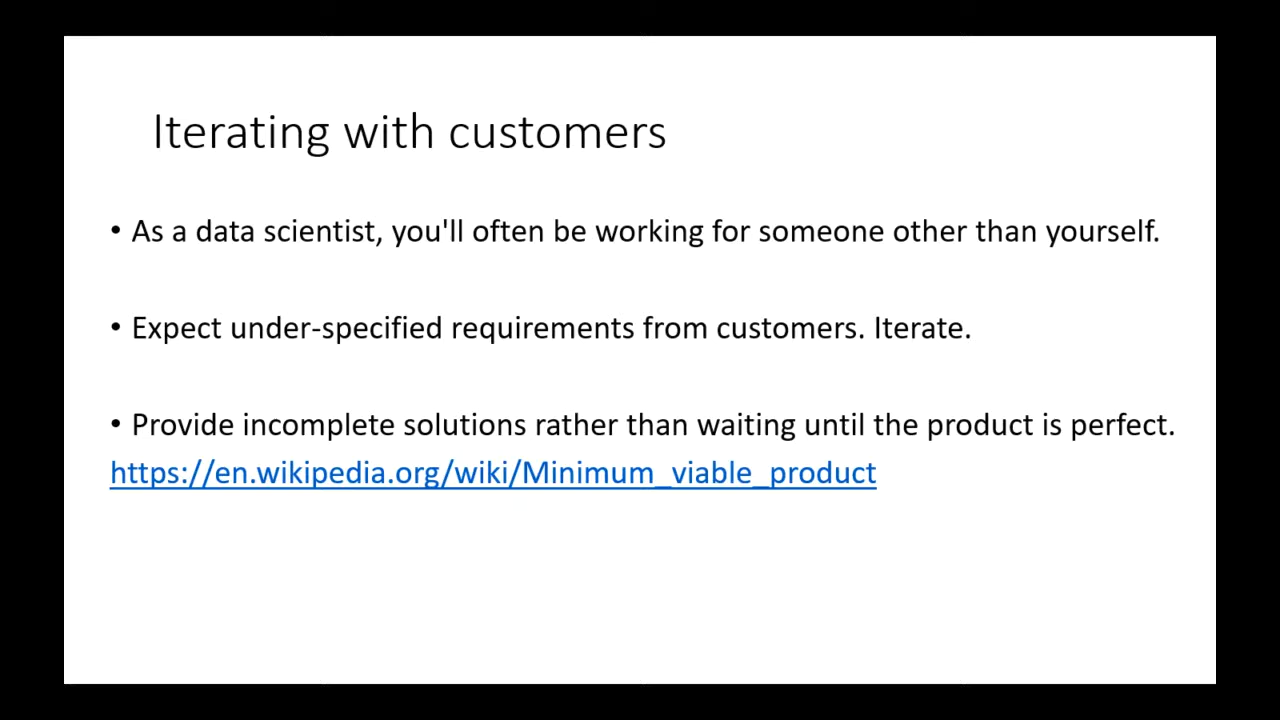 Iterating with customers
• As a data scientist, you'll often be working for someone other than yourself.
• Expect under-specified requirements from customers. Iterate.
• Provide incomplete solutions rather than waiting until the product is perfect.
https://en.wikipedia.org/wiki/Minimum_viable_product